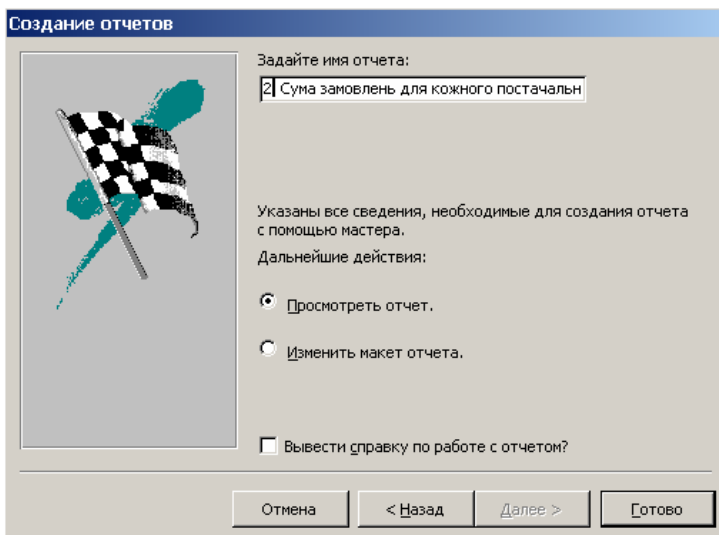 Создание отчетов
Задайте имя отчета:
2 Сума замовлень для кожного постачальн
Указаны все сведения, необходимые для создания отчета
с помощью мастера.
Дальнейшие действия:
Просмотреть отчет.
Изменить макет отчета.
Вывести справку по работе с отчетом?
Отмена
< Назад
Далее >
Готово